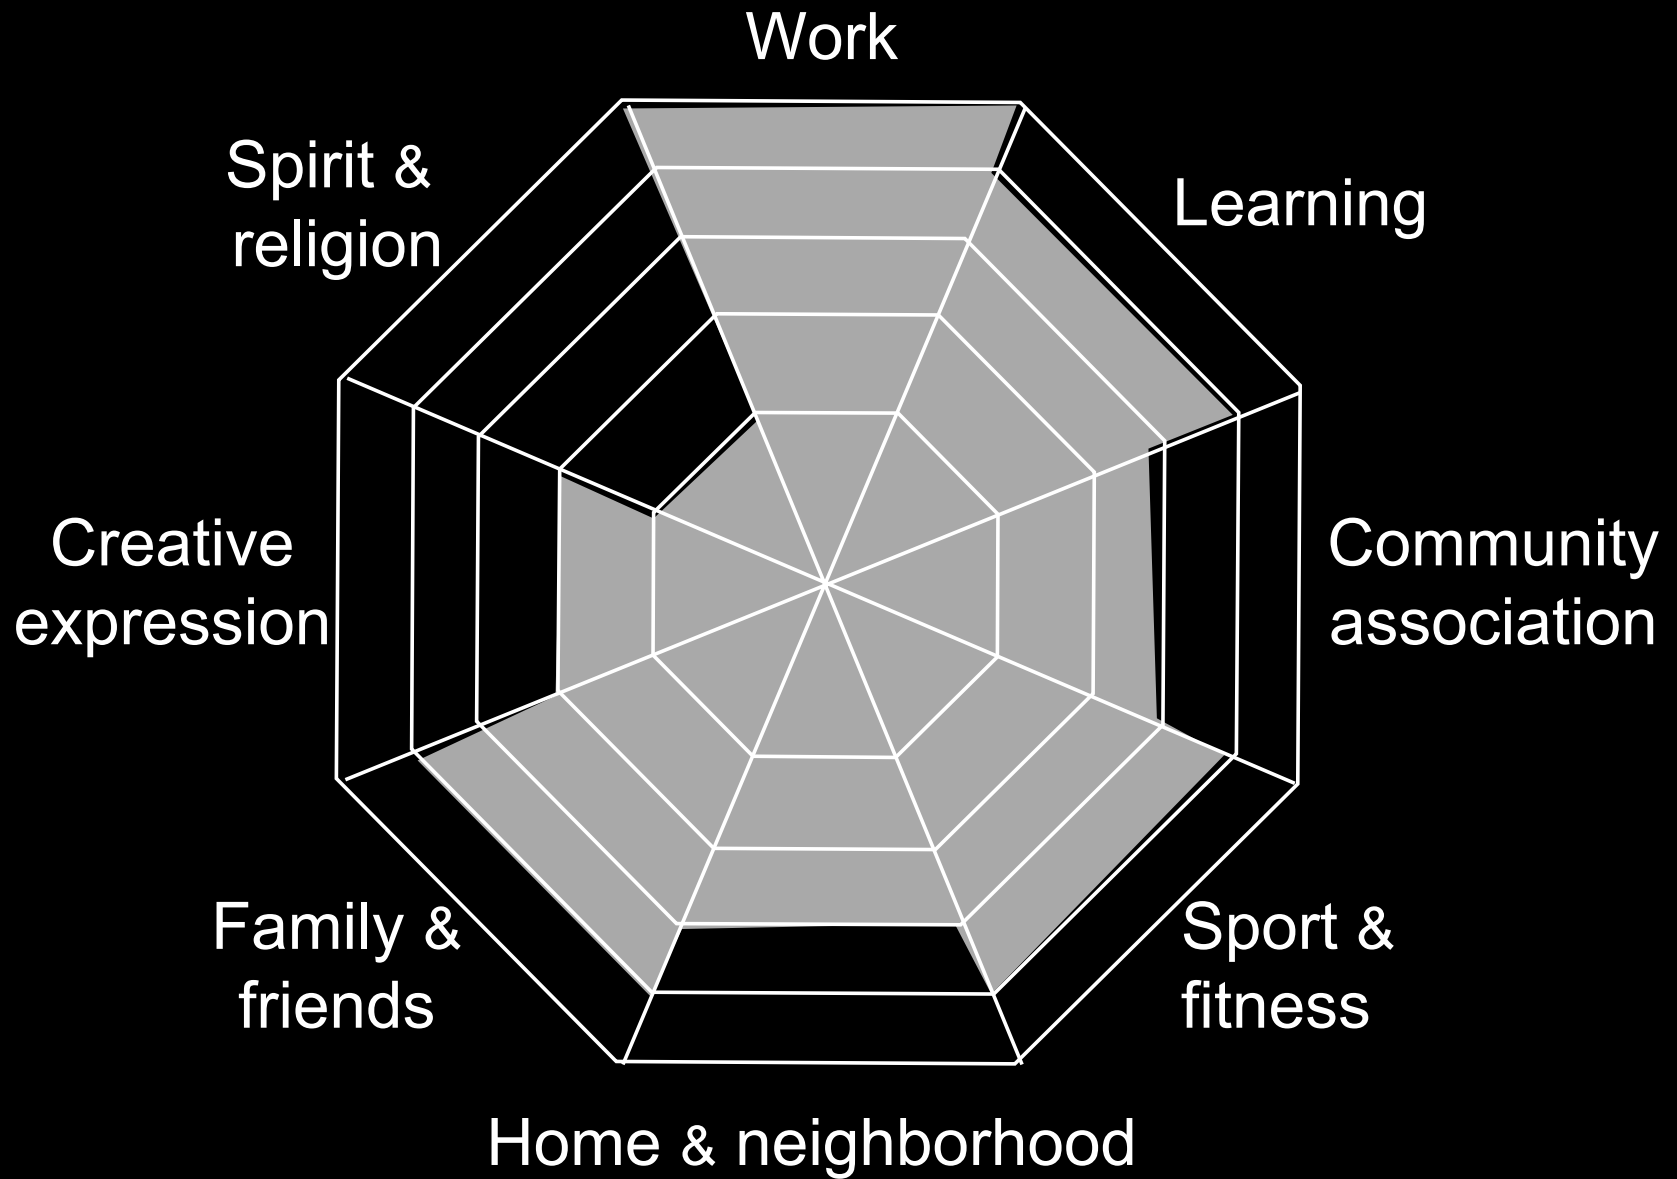 Work
Spirit &
religion
Learning
Creative
expression
Community
association
Family &
friends
Sport &
fitness
Home & neighborhood